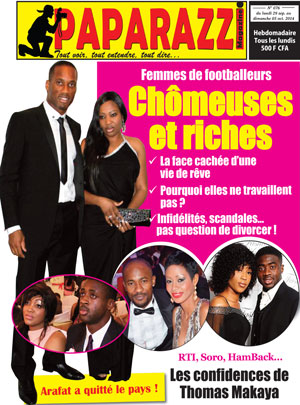 PAPARAZZI
Magazine
Tout voir, tout entendre, tout dire...
N° 076
du lundi 29 sep. au
dimanche 05 oct. 2014
Hebdomadaire
Tous les lundis
500 F CFA
Femmes de footballeurs
Chômeuses
et riches
La face cachée d'une
vie de rêve
Pourquoi elles ne travaillent
pas ?
Infidélités, scandales...
pas question de divorcer !
RTI, Soro, HamBack...
Les confidences de
Thomas Makaya
Arafat a quitté le pays !